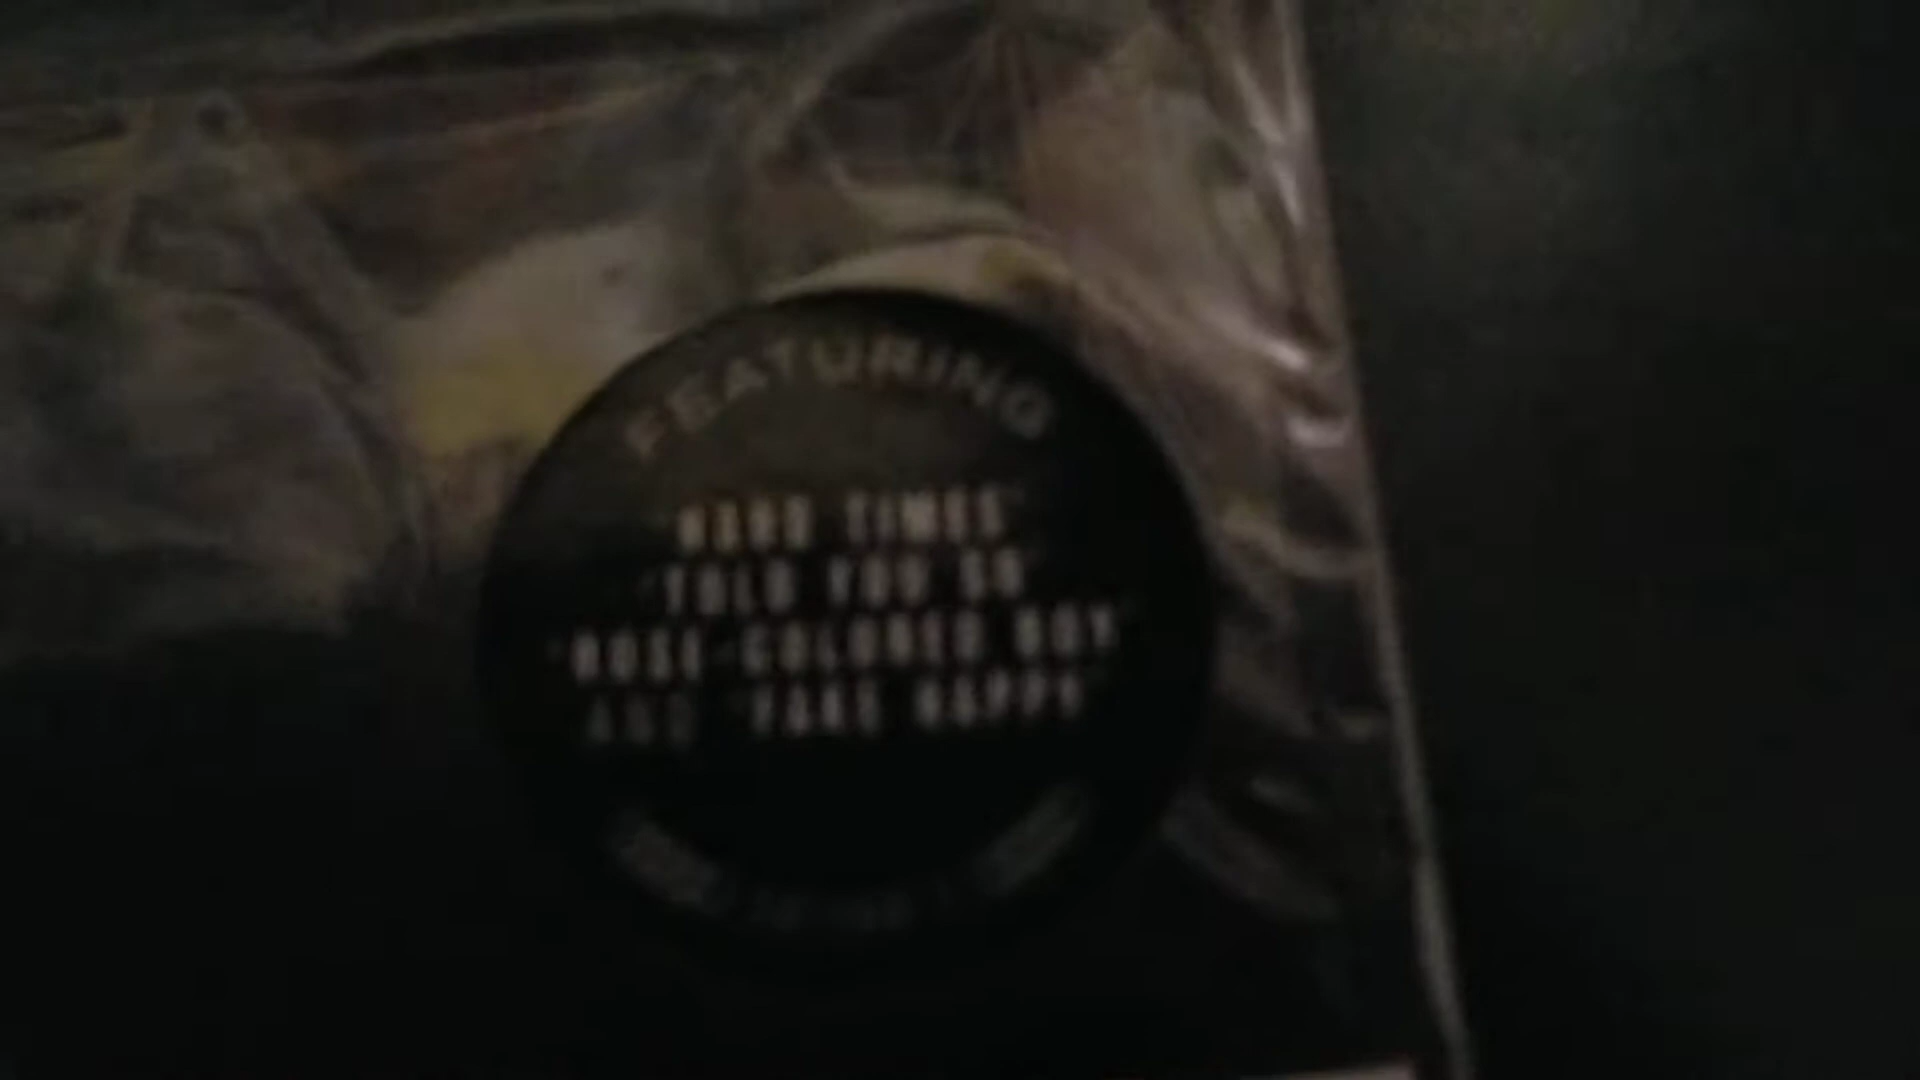 FEATURING
"HARD TIMES"
"TOLD YOU SO"
"ROSE-COLORED BOY"
AND "FAKE HAPPY"